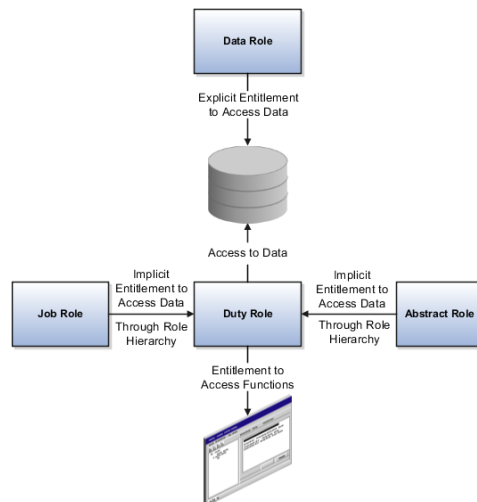 Data Role
Explicit Entitlement
to Access Data
Access to Data
Implicit
Entitlement to
Access Data
Through Role
Hierarchy
Implicit
Entitlement to
Access Data
Through Role
Hierarchy
Job Role
Duty Role
Abstract Role
Entitlement to
Access Functions